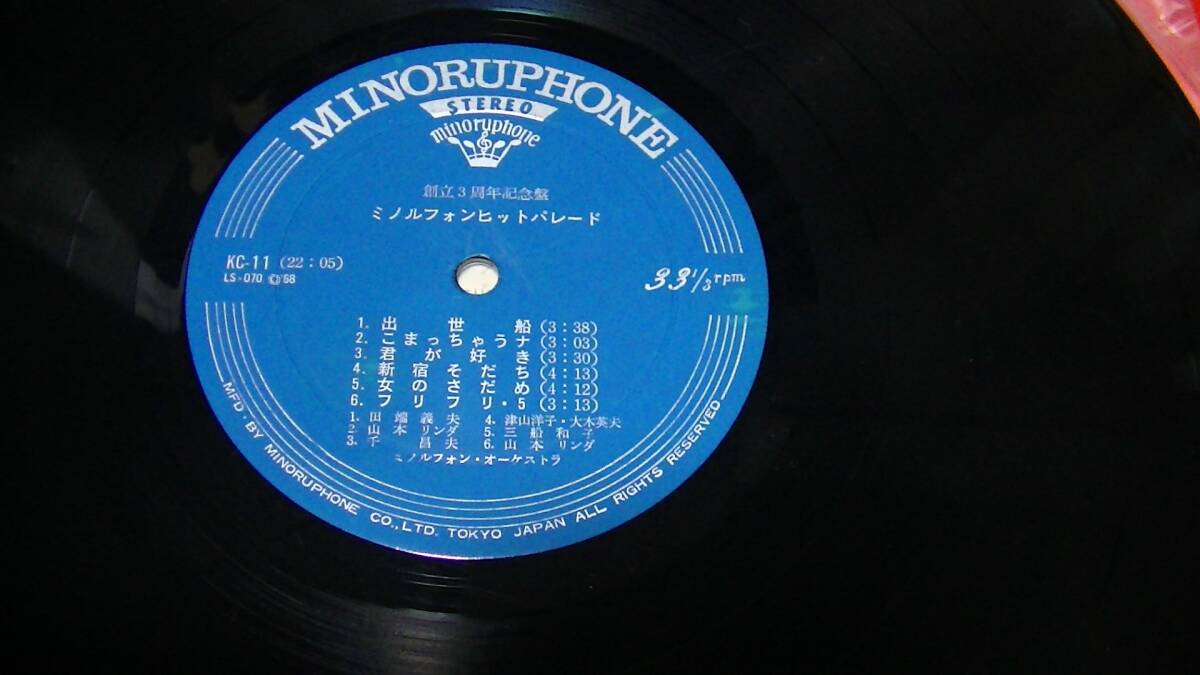 MINORUPHONE
STEREO
minoruphone
創立3周年記念盤
ミノルフォンヒットパレード
KC-11 (22:05)
LS-070 ©'68
33 1/3 rpm
1. 出世船 (3:38)
2. こまっちゃうナ (3:03)
3. 君が好き (3:30)
4. 新宿そだち (4:13)
5. 女のさだめ (4:12)
6. フリフリ・5 (3:13)
1. 田端義夫 4. 津山洋子・大木英夫
2. 山本リンダ 5. 三船和子
3. 千昌夫 6. 山本リンダ
ミノルフォン・オーケストラ
MFD. BY MINORUPHONE CO., LTD. TOKYO JAPAN ALL RIGHTS RESERVED